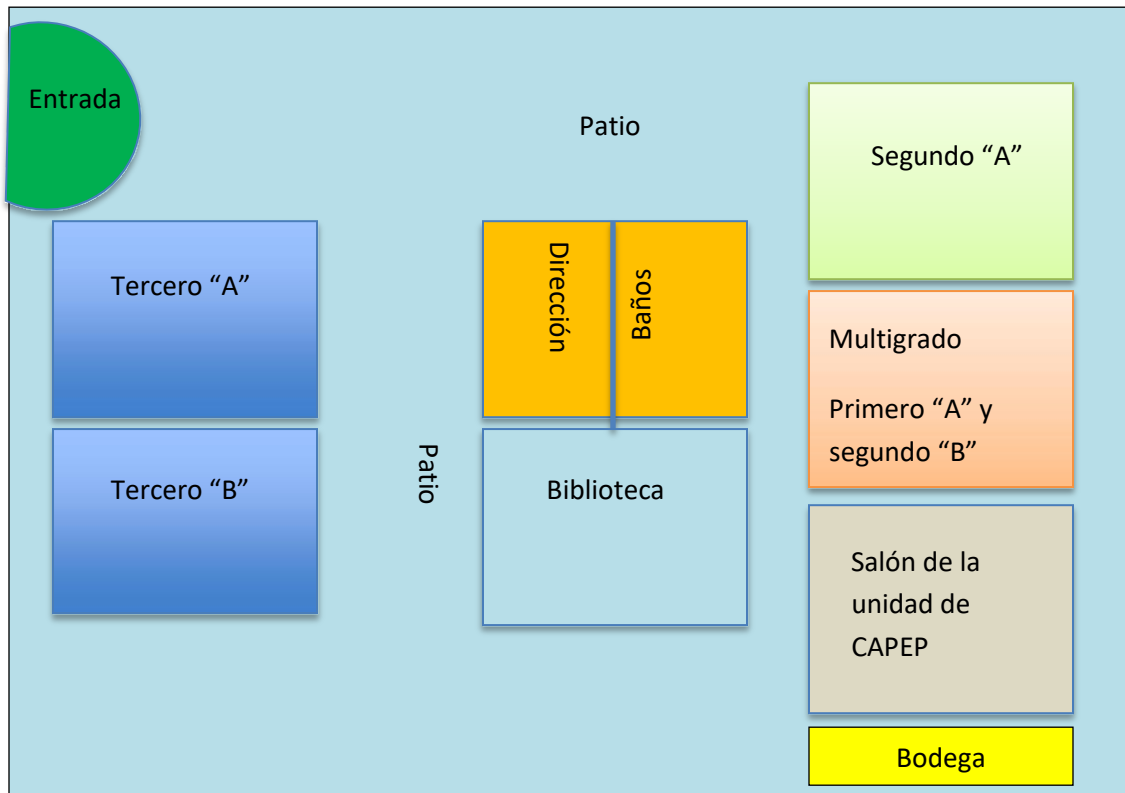 Entrada
Patio
Segundo “A”
Tercero “A”
Dirección
Baños
Multigrado
Primero “A” y
segundo “B”
Tercero “B”
Patio
Biblioteca
Salón de la
unidad de
CAPEP
Bodega